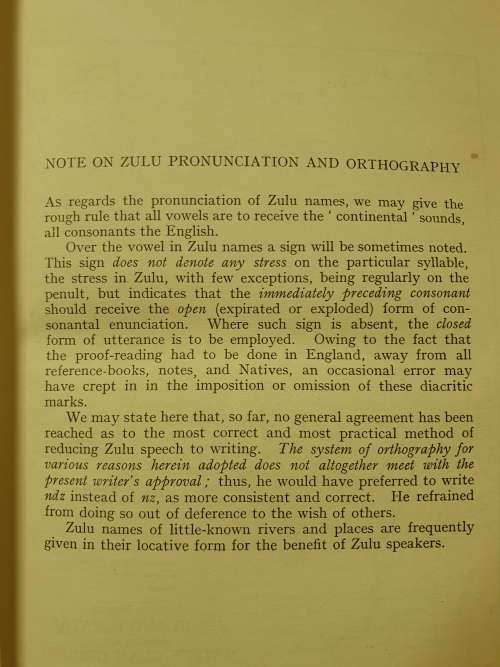 NOTE ON ZULU PRONUNCIATION AND ORTHOGRAPHY
As regards the pronunciation of Zulu names, we may give the
rough rule that all vowels are to receive the ‘ continental ’ sounds,
all consonants the English.
Over the vowel in Zulu names a sign will be sometimes noted.
This sign does not denote any stress on the particular syllable,
the stress in Zulu, with few exceptions, being regularly on the
penult, but indicates that the immediately preceding consonant
should receive the open (expirated or exploded) form of con-
sonantal enunciation. Where such sign is absent, the closed
form of utterance is to be employed. Owing to the fact that
the proof-reading had to be done in England, away from all
reference-books, notes, and Natives, an occasional error may
have crept in in the imposition or omission of these diacritic
marks.
We may state here that, so far, no general agreement has been
reached as to the most correct and most practical method of
reducing Zulu speech to writing. The system of orthography for
various reasons herein adopted does not altogether meet with the
present writer's approval ; thus, he would have preferred to write
ndz instead of nz, as more consistent and correct. He refrained
from doing so out of deference to the wish of others.
Zulu names of little-known rivers and places are frequently
given in their locative form for the benefit of Zulu speakers.